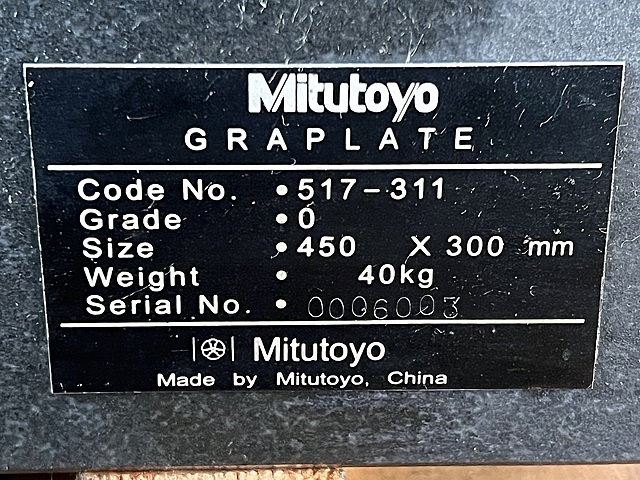 Mitutoyo
GRAPLATE
Code No. • 517-311
Grade • 0
Size • 450 X 300 mm
Weight • 40kg
Serial No. • 0006003
Mitutoyo
Made by Mitutoyo, China